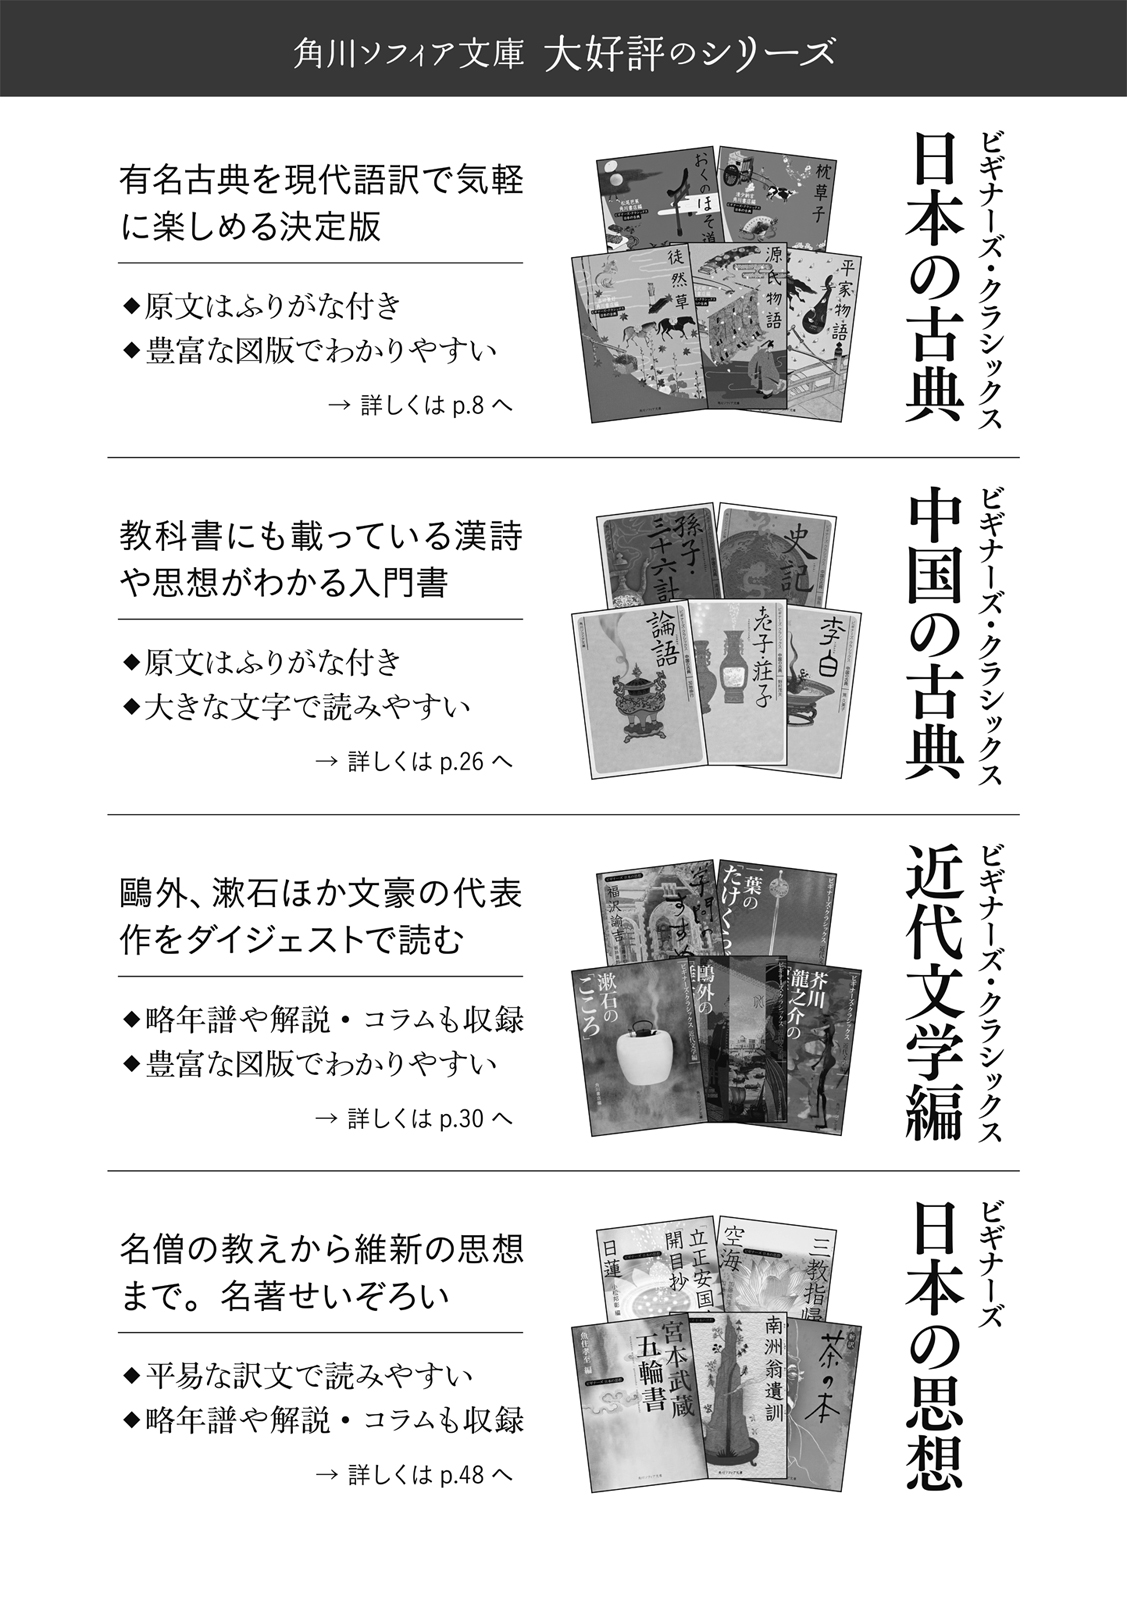 角川ソフィア文庫 大好評のシリーズ
ビギナーズ・クラシックス
日本の古典
有名古典を現代語訳で気軽
に楽しめる決定版
◆原文はふりがな付き
◆豊富な図版でわかりやすい
→ 詳しくは p.8 へ
おくのほそ道
枕草子
徒然草
源氏物語
平家物語
ビギナーズ・クラシックス
中国の古典
教科書にも載っている漢詩
や思想がわかる入門書
◆原文はふりがな付き
◆大きな文字で読みやすい
→ 詳しくは p.26 へ
孫子・
三十六計
史記
論語
老子・荘子
李白
ビギナーズ・クラシックス
近代文学編
鷗外、漱石ほか文豪の代表
作をダイジェストで読む
◆略年譜や解説・コラムも収録
◆豊富な図版でわかりやすい
→ 詳しくは p.30 へ
福沢諭吉
学問の
すすめ
一葉の
「たけくらべ
漱石の
「こころ」
鷗外の
芥川
龍之介の
ビギナーズ
日本の思想
名僧の教えから維新の思想
まで。名著せいぞろい
◆平易な訳文で読みやすい
◆略年譜や解説・コラムも収録
→ 詳しくは p.48 へ
日蓮
「立正安国
「開目抄
空海
三教指帰
宮本武蔵
「五輪書」
魚住孝至 編
南洲翁遺訓
茶の本